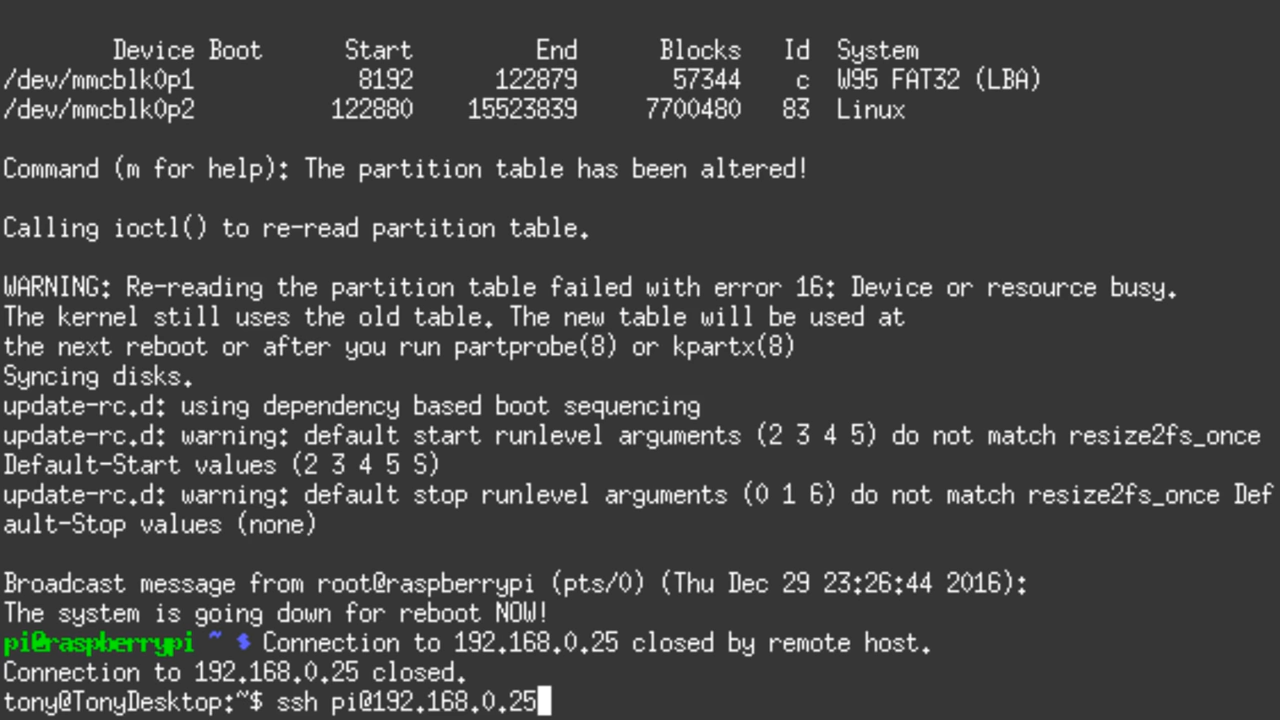 Device Boot Start End Blocks Id System
/dev/mmcblk0p1 8192 122879 57344 c W95 FAT32 (LBA)
/dev/mmcblk0p2 122880 15523839 7700480 83 Linux
Command (m for help): The partition table has been altered!
Calling ioctl() to re-read partition table.
WARNING: Re-reading the partition table failed with error 16: Device or resource busy.
The kernel still uses the old table. The new table will be used at
the next reboot or after you run partprobe(8) or kpartx(8)
Syncing disks.
update-rc.d: using dependency based boot sequencing
update-rc.d: warning: default start runlevel arguments (2 3 4 5) do not match resize2fs_once
Default-Start values (2 3 4 5 S)
update-rc.d: warning: default stop runlevel arguments (0 1 6) do not match resize2fs_once Def
ault-Stop values (none)
Broadcast message from root@raspberrypi (pts/0) (Thu Dec 29 23:26:44 2016):
The system is going down for reboot NOW!
pi@raspberrypi ~ $ Connection to 192.168.0.25 closed by remote host.
Connection to 192.168.0.25 closed.
tony@TonyDesktop:~$ ssh pi@192.168.0.25